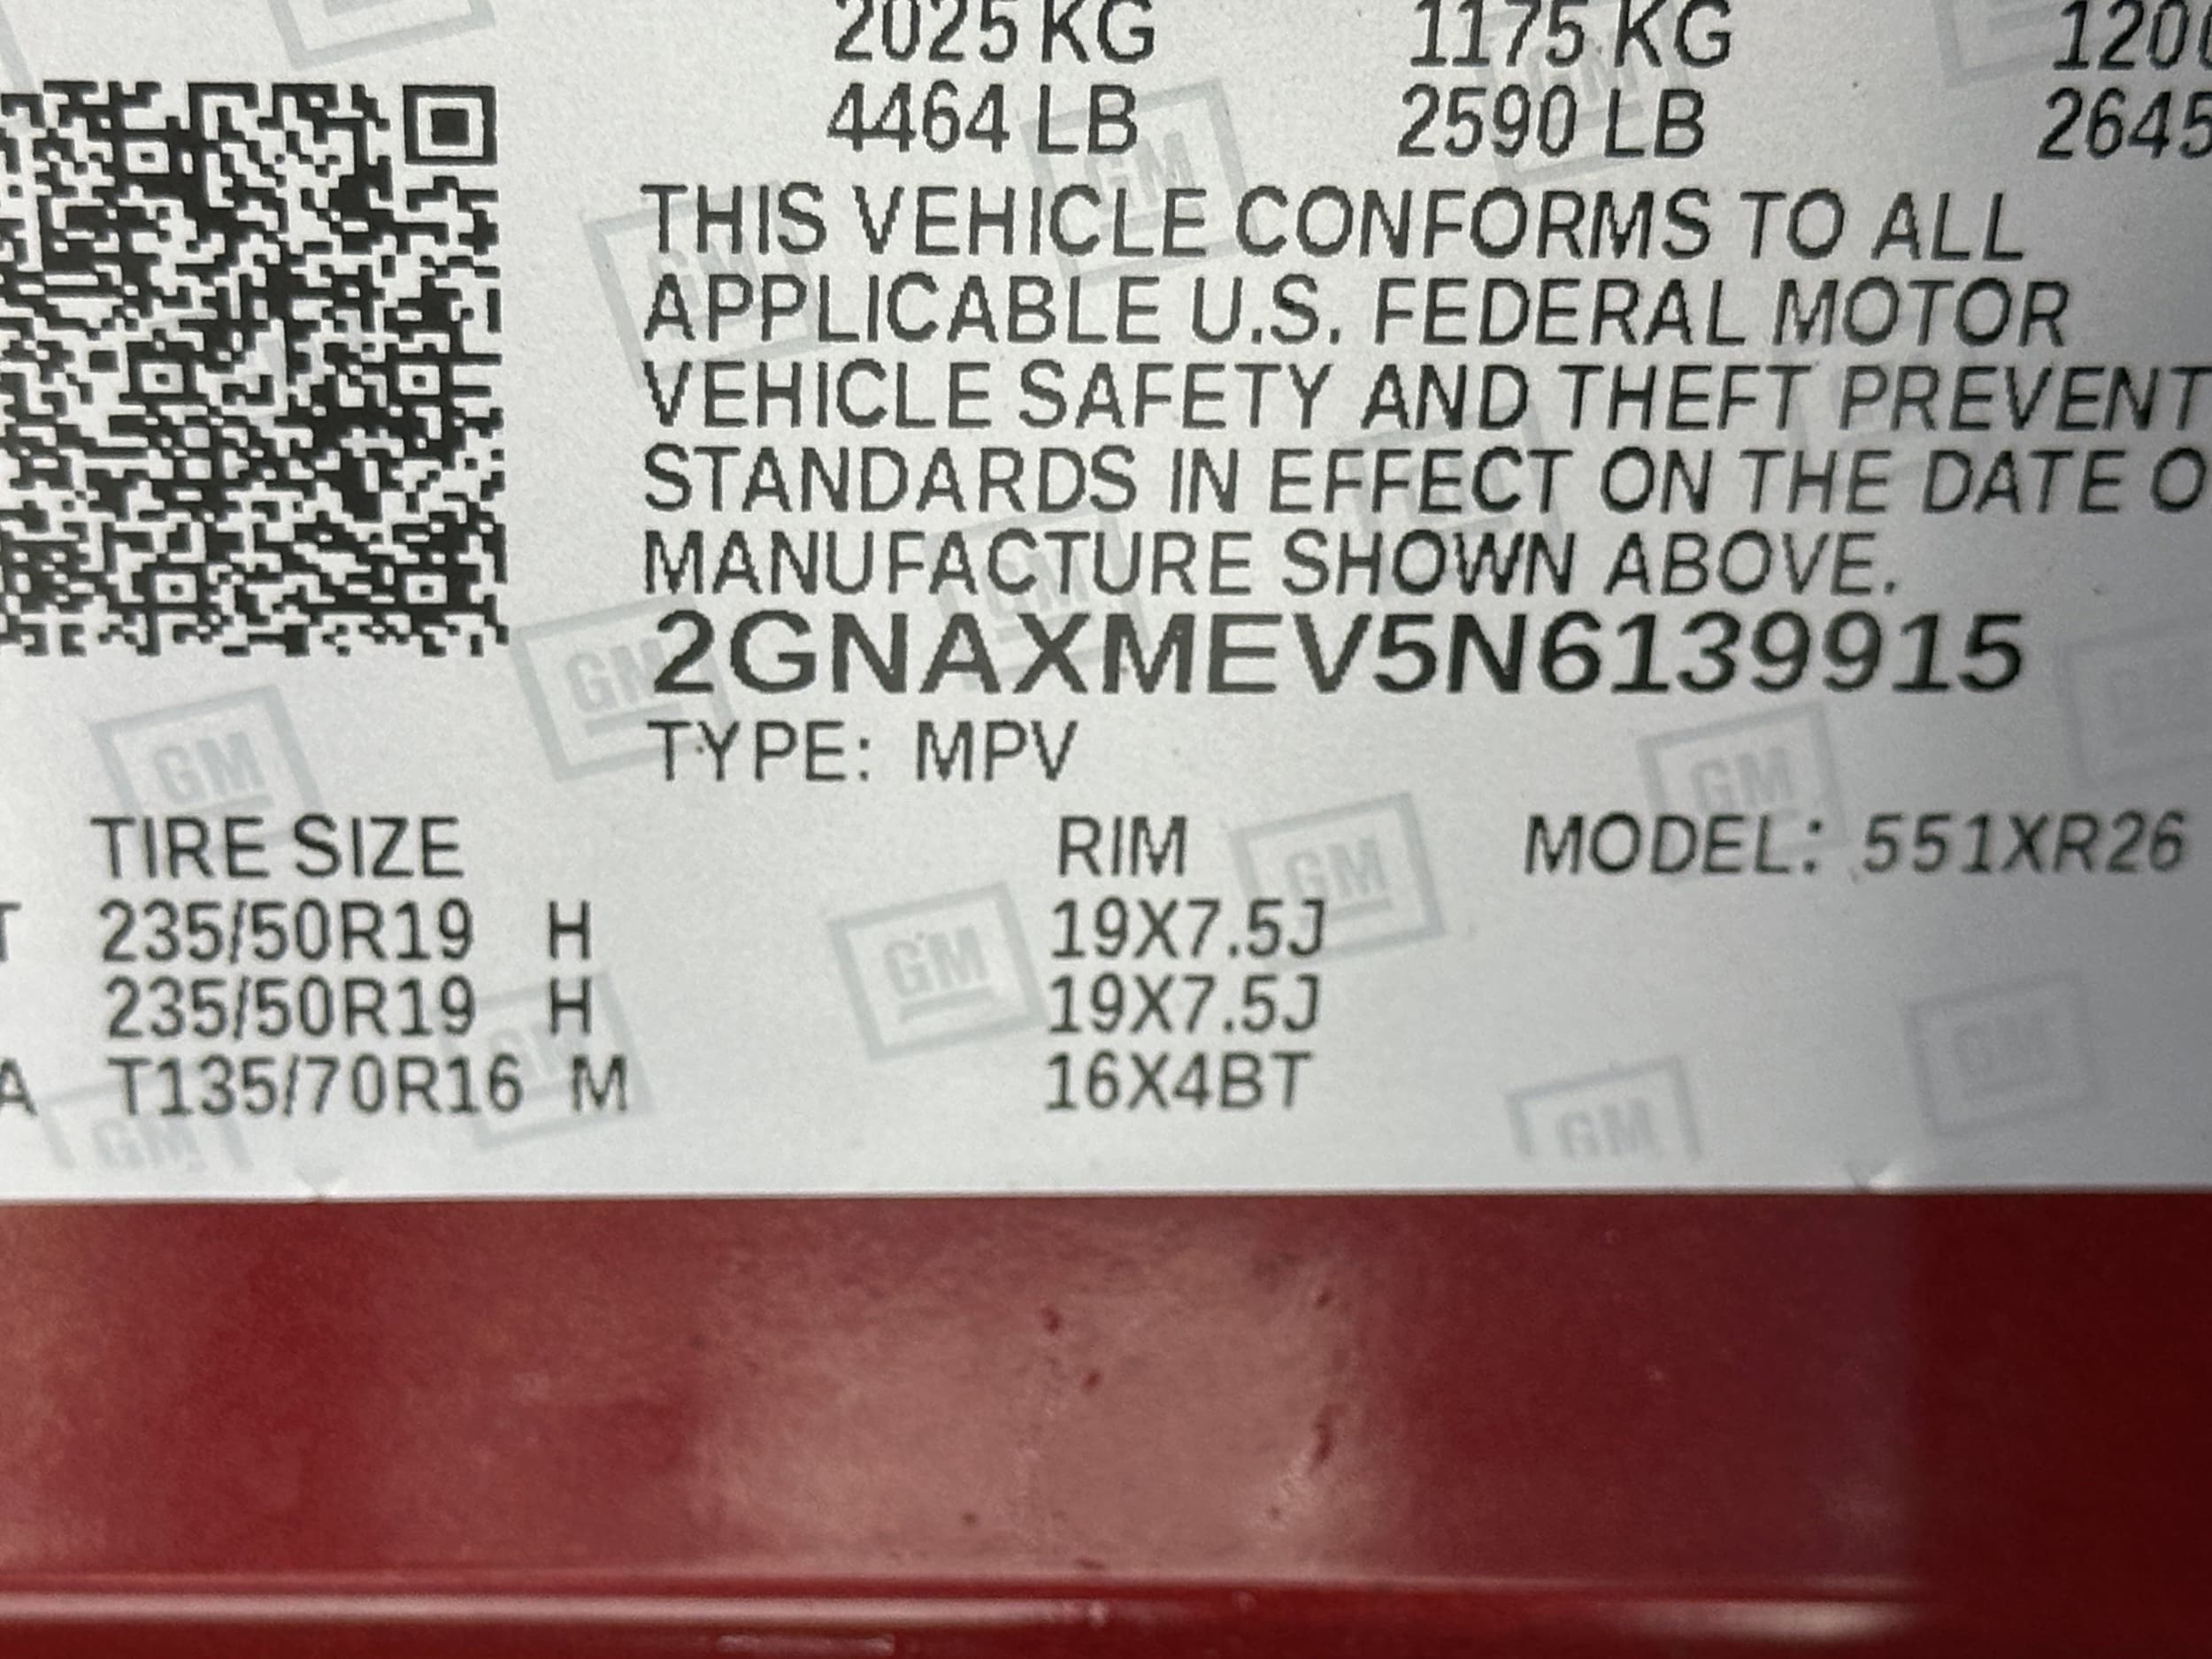 2025 KG 1175 KG
4464 LB 2590 LB 2645
THIS VEHICLE CONFORMS TO ALL
APPLICABLE U.S. FEDERAL MOTOR
VEHICLE SAFETY AND THEFT PREVENT
STANDARDS IN EFFECT ON THE DATE O
MANUFACTURE SHOWN ABOVE.
2GNAXMEV5N6139915
TYPE: MPV
TIRE SIZE RIM MODEL: 551XR26
T 235/50R19 H 19X7.5J
235/50R19 H 19X7.5J
A T135/70R16 M 16X4BT